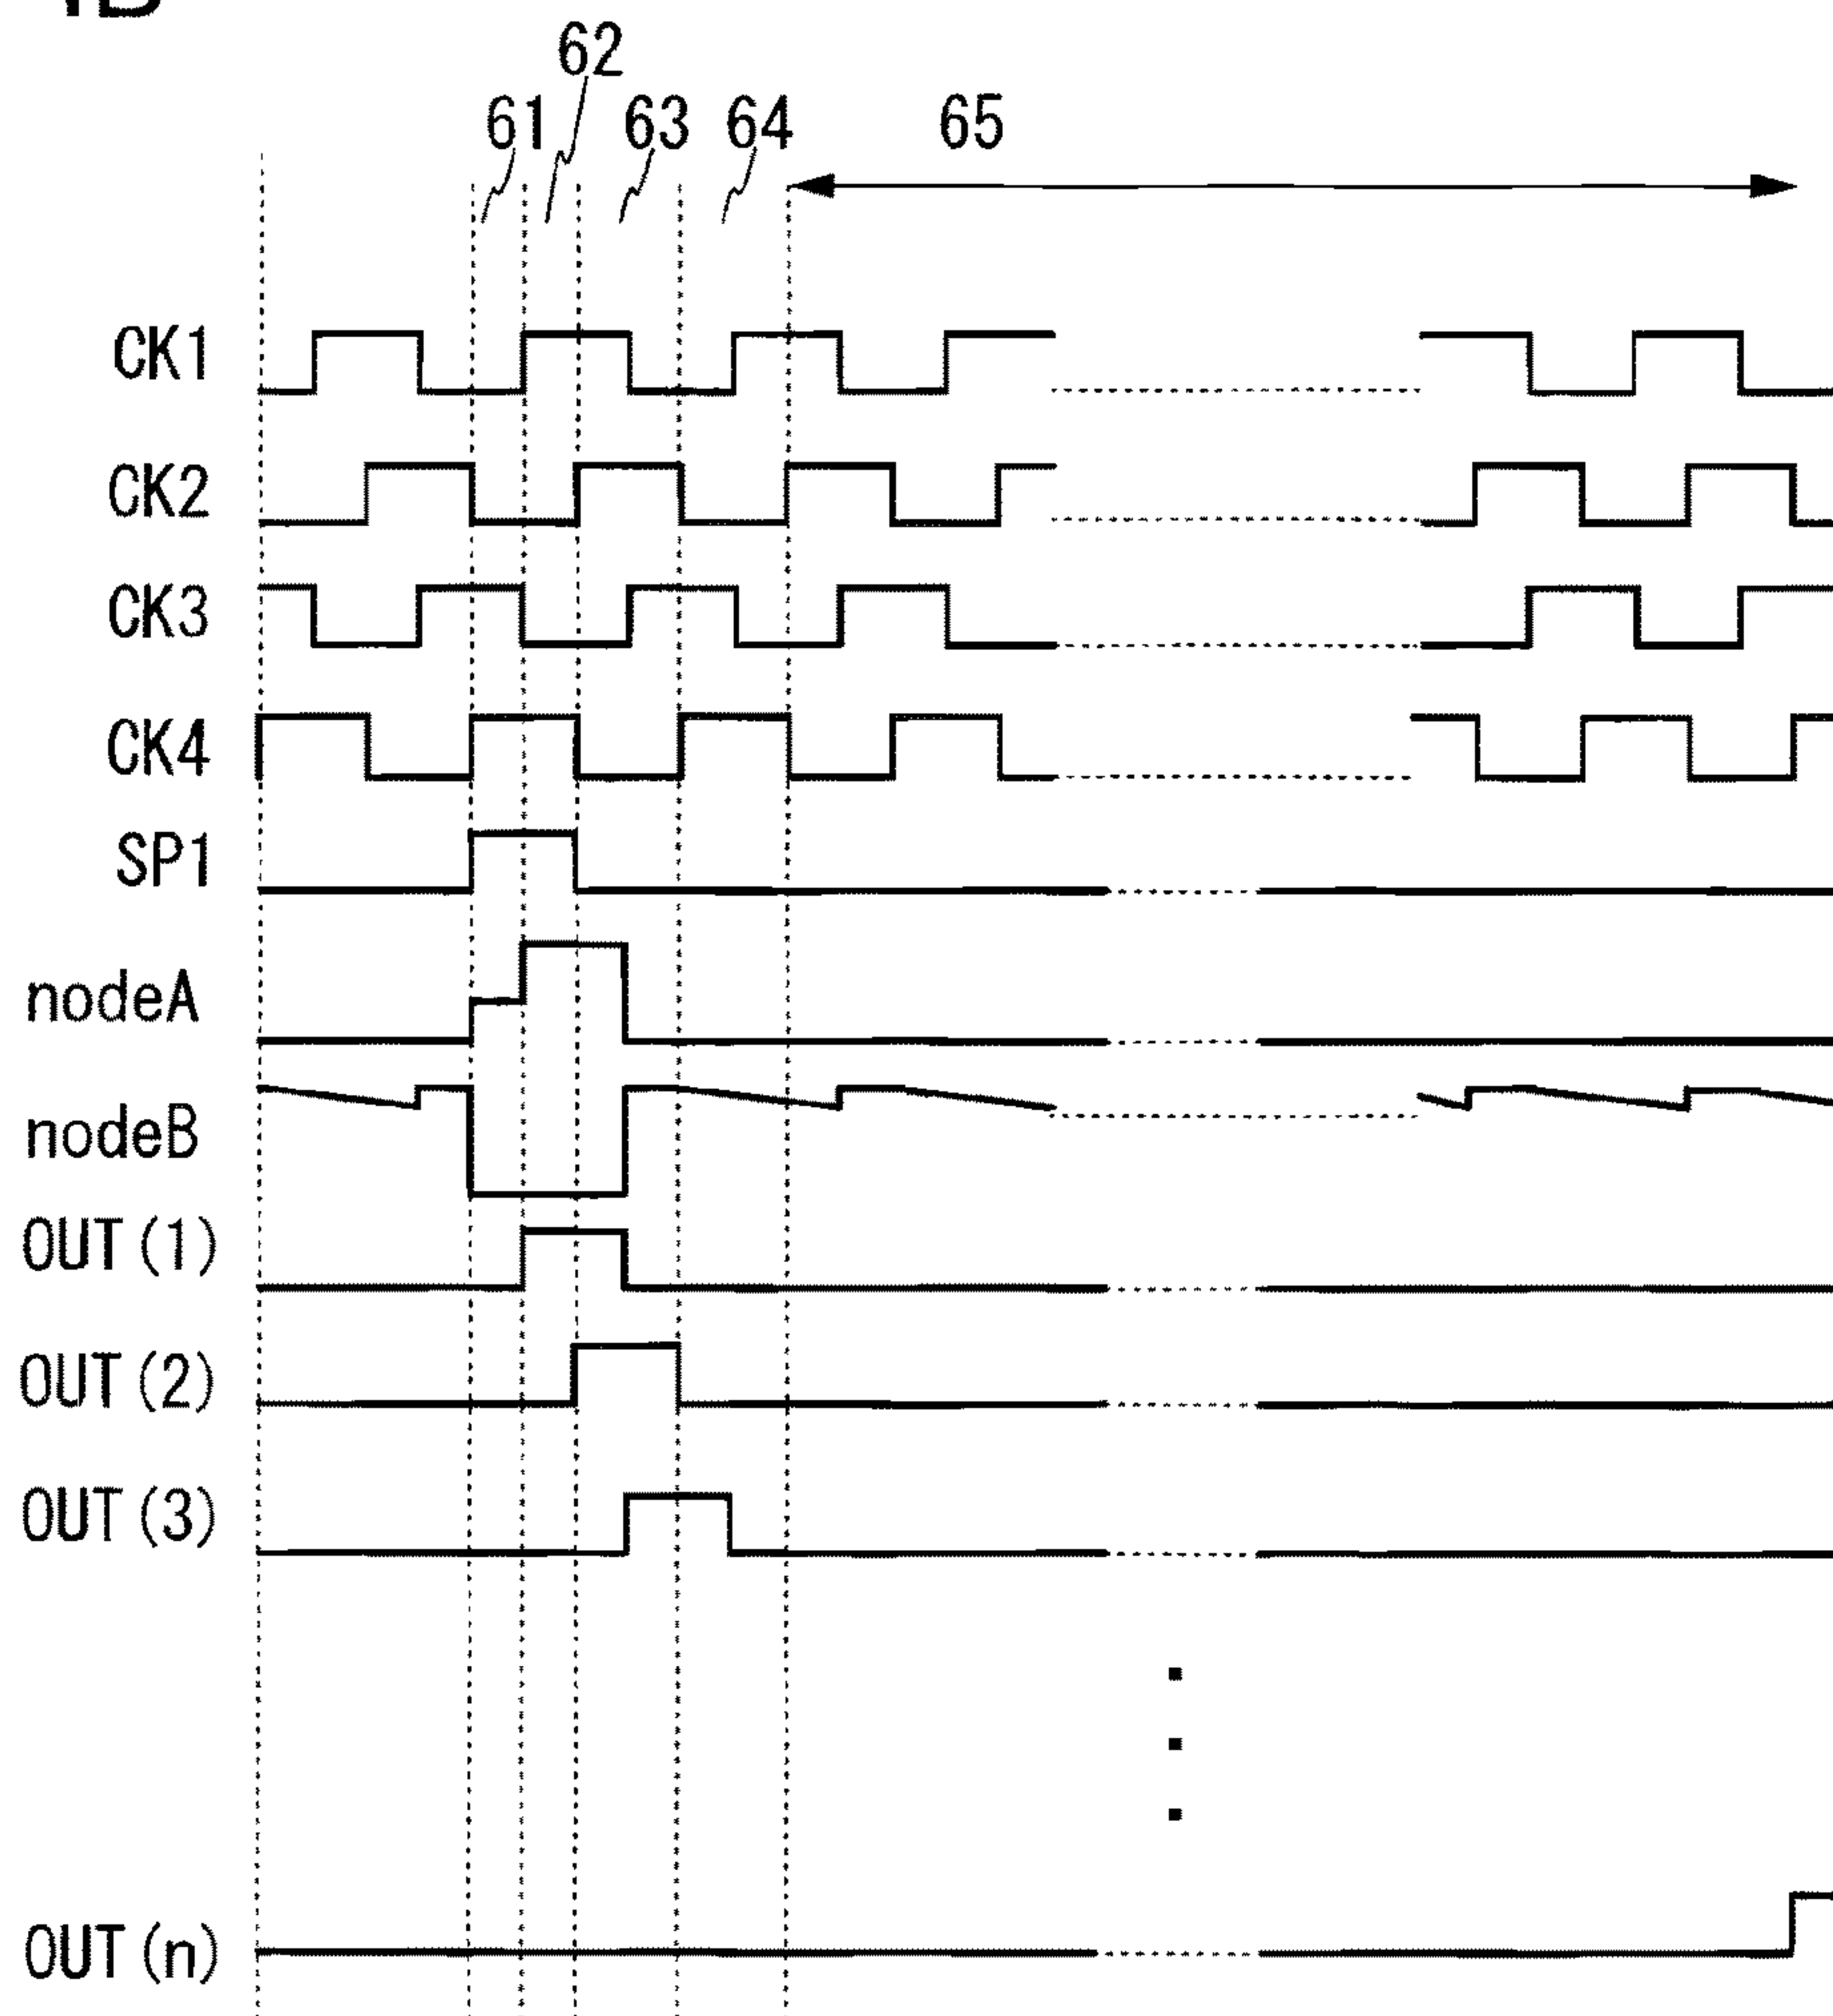 62
61 63 64 65
CK1
CK2
CK3
CK4
SP1
nodeA
nodeB
OUT (1)
OUT (2)
OUT (3)
OUT (n)